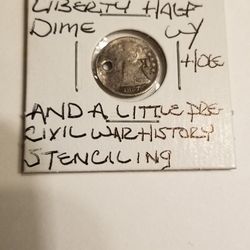 LIBERTY HALF
DIME W/
HOLE
AND A LITTLE PRE
CIVIL WAR HISTORY
STENCILING